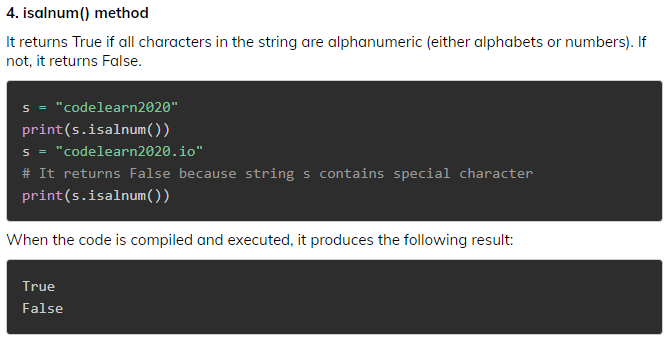 4. isalnum() method
It returns True if all characters in the string are alphanumeric (either alphabets or numbers). If
not, it returns False.
s = "codelearn2020"
print(s.isalnum())
s = "codelearn2020.io"
# It returns False because string s contains special character
print(s.isalnum())
When the code is compiled and executed, it produces the following result:
True
False